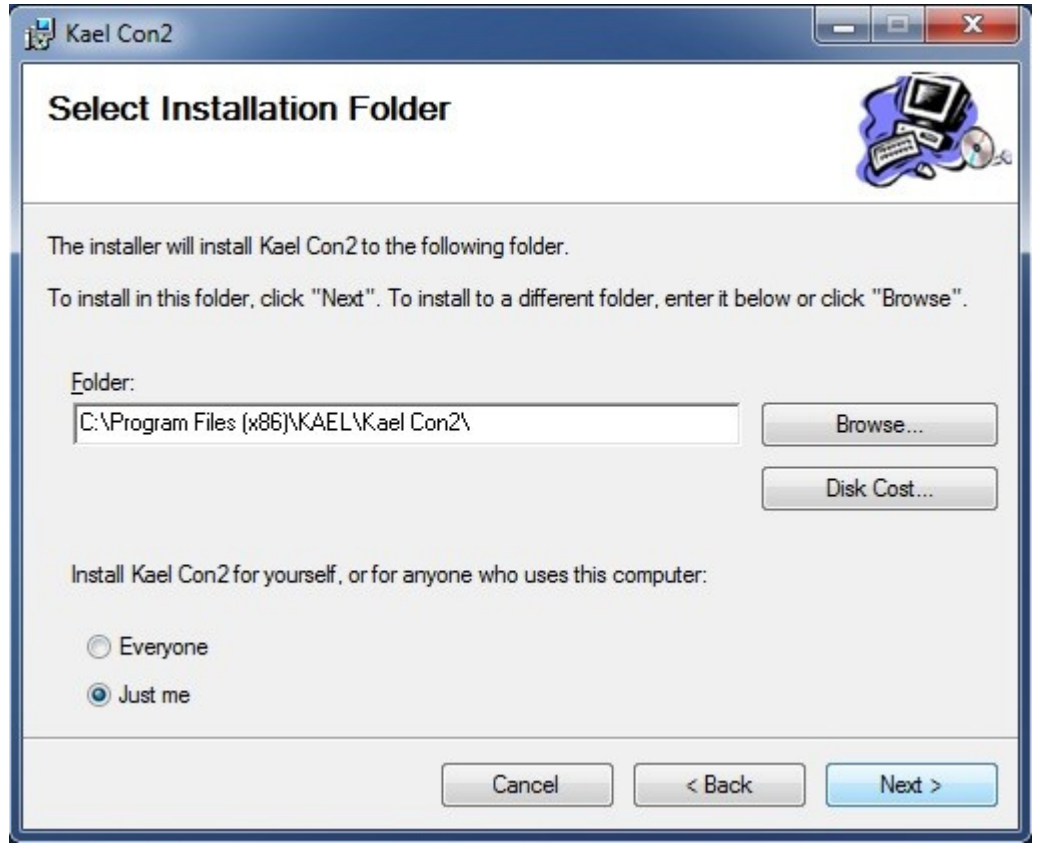 Kael Con2
Select Installation Folder
The installer will install Kael Con2 to the following folder.
To install in this folder, click "Next". To install to a different folder, enter it below or click "Browse".
Folder:
C:\Program Files (x86)\KAEL\Kael Con2\
Browse...
Disk Cost...
Install Kael Con2 for yourself, or for anyone who uses this computer:
Everyone
Just me
Cancel
< Back
Next >